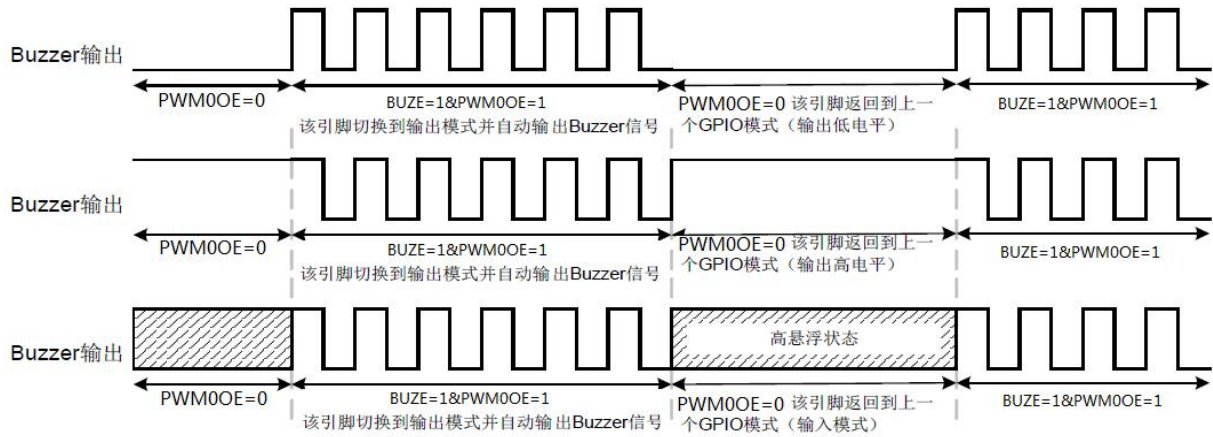 Buzzer输出
PWM0OE=0
BUZE=1&PWM0OE=1
该引脚切换到输出模式并自动输出Buzzer信号
PWM0OE=0 该引脚返回到上一
个GPIO模式（输出低电平）
BUZE=1&PWM0OE=1
Buzzer输出
PWM0OE=0
BUZE=1&PWM0OE=1
该引脚切换到输出模式并自动输出Buzzer信号
PWM0OE=0 该引脚返回到上一
个GPIO模式（输出高电平）
BUZE=1&PWM0OE=1
Buzzer输出
高悬浮状态
PWM0OE=0
BUZE=1&PWM0OE=1
该引脚切换到输出模式并自动输出Buzzer信号
PWM0OE=0 该引脚返回到上一
个GPIO模式（输入模式）
BUZE=1&PWM0OE=1